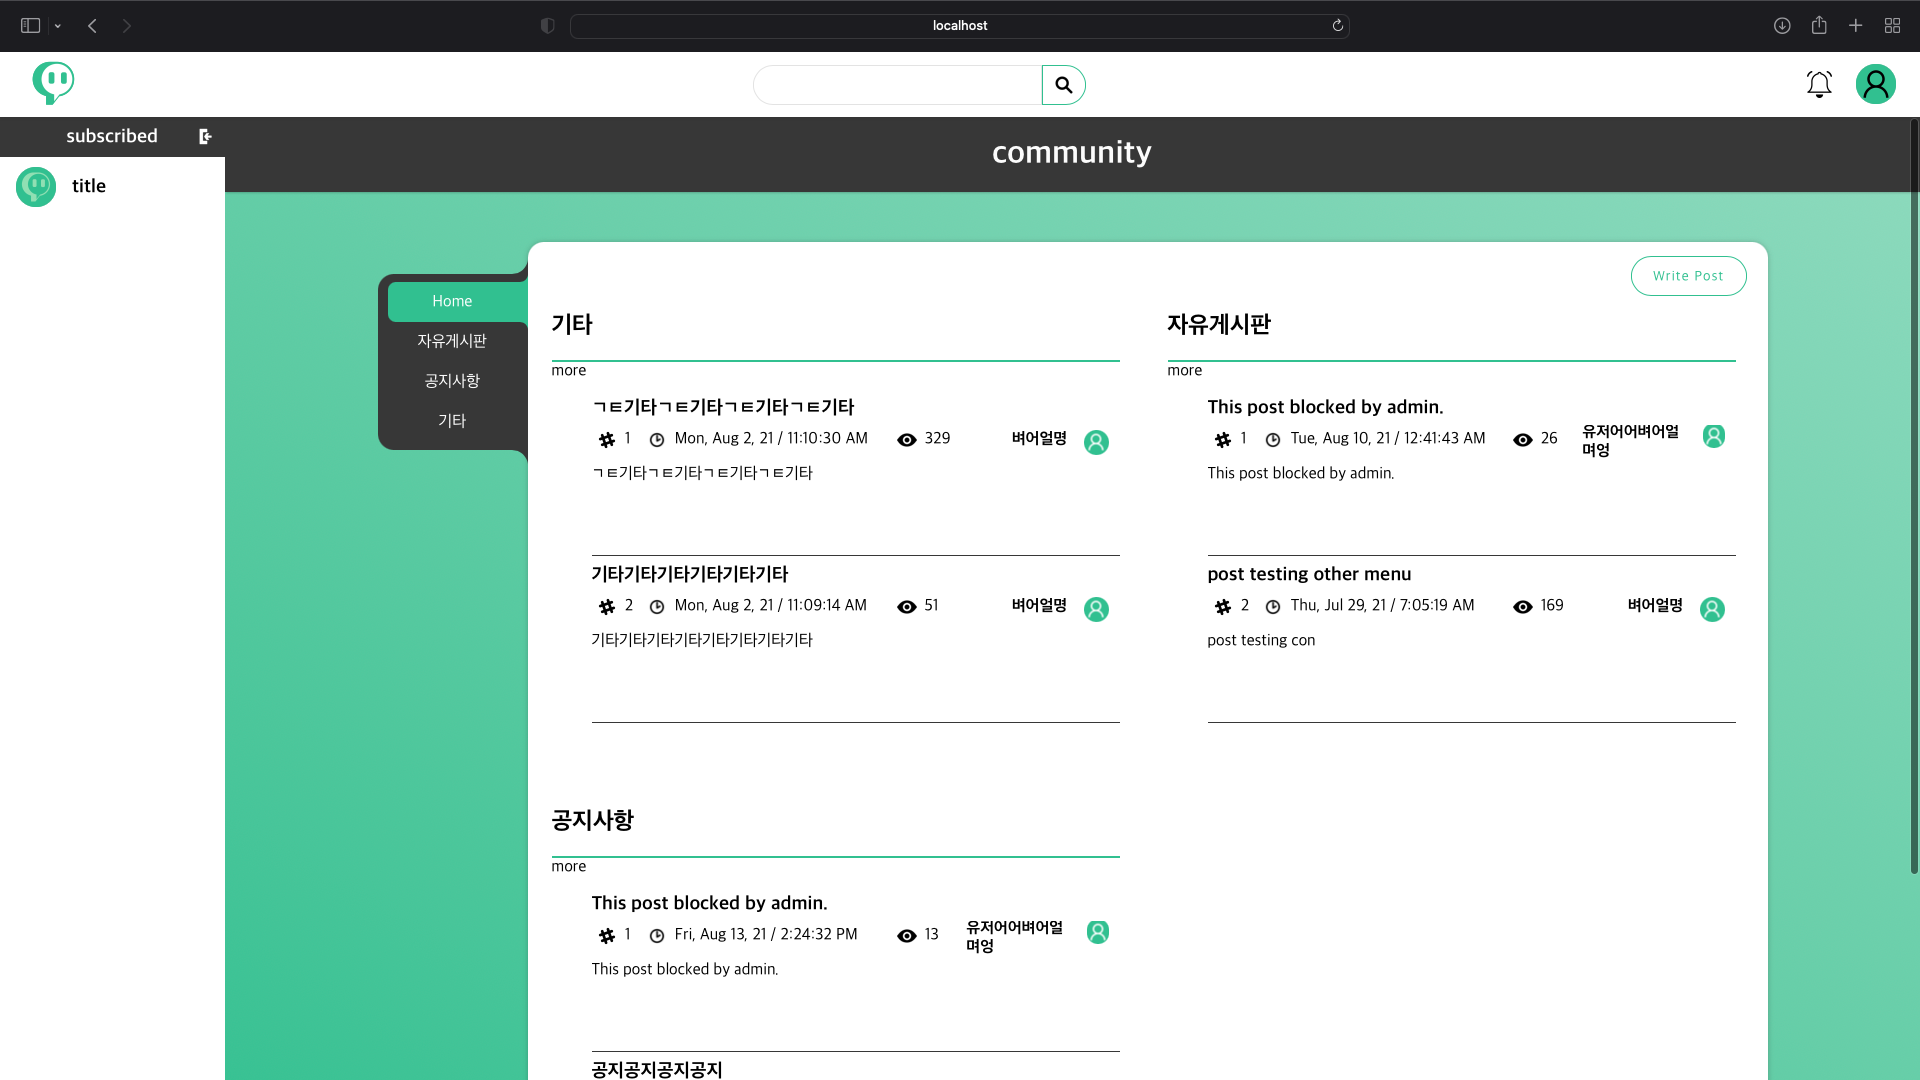 localhost
subscribed
title
community
Home
자유게시판
공지사항
기타
Write Post
기타
more
ㄱㅌ기타ㄱㅌ기타ㄱㅌ기타ㄱㅌ기타
1 Mon, Aug 2, 21 / 11:10:30 AM 329 벼어얼명
ㄱㅌ기타ㄱㅌ기타ㄱㅌ기타ㄱㅌ기타
기타기타기타기타기타기타
2 Mon, Aug 2, 21 / 11:09:14 AM 51 벼어얼명
기타기타기타기타기타기타기타기타
자유게시판
more
This post blocked by admin.
1 Tue, Aug 10, 21 / 12:41:43 AM 26 유저어어벼어얼
며엉
This post blocked by admin.
post testing other menu
2 Thu, Jul 29, 21 / 7:05:19 AM 169 벼어얼명
post testing con
공지사항
more
This post blocked by admin.
1 Fri, Aug 13, 21 / 2:24:32 PM 13 유저어어벼어얼
며엉
This post blocked by admin.
공지공지공지공지